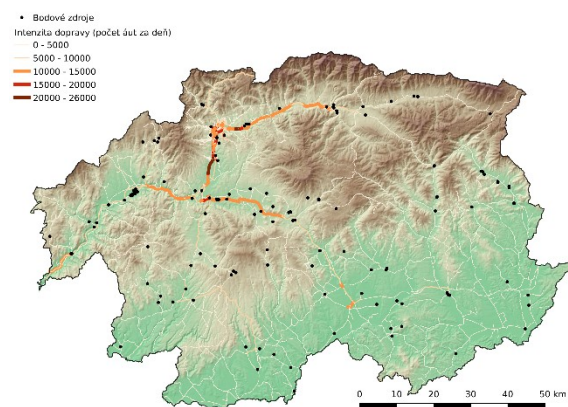 Bodové zdroje
Intenzita dopravy (počet áut za deň)
0 - 5000
5000 - 10000
10000 - 15000
15000 - 20000
20000 - 26000
0 10 20 30 40 50 km